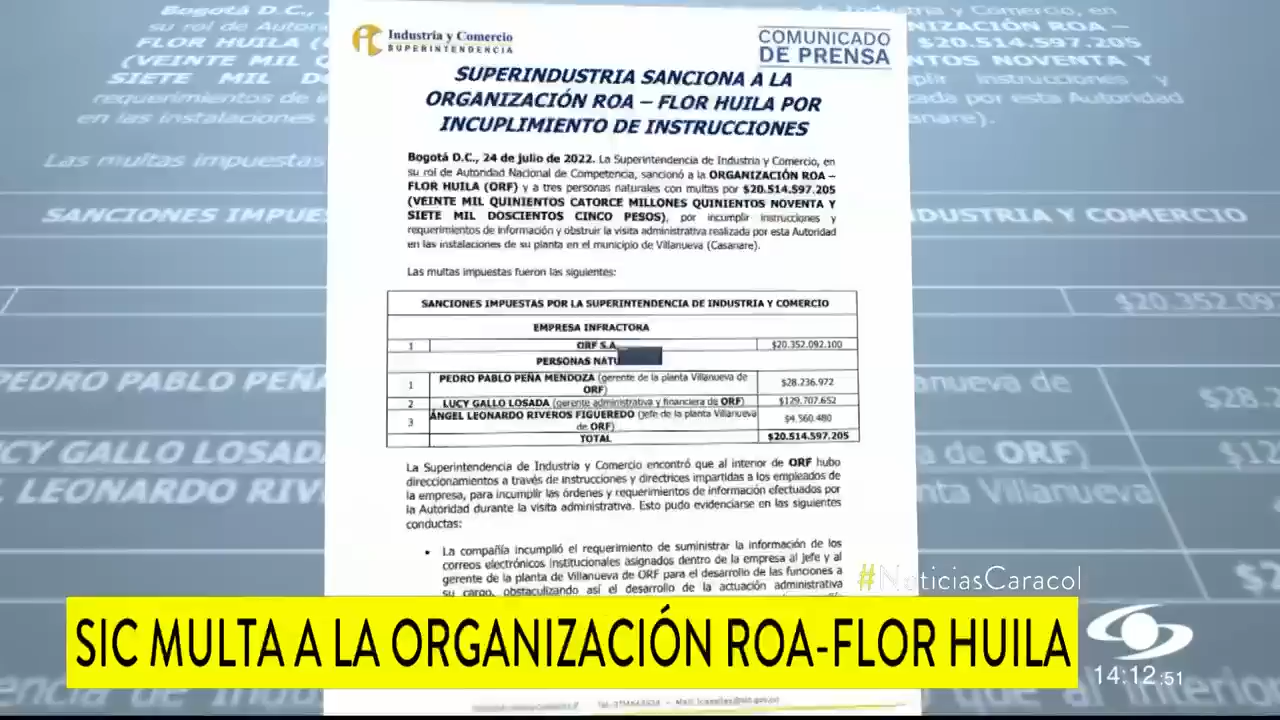 Industria y Comercio
SUPERINTENDENCIA
COMUNICADO
DE PRENSA
SUPERINDUSTRIA SANCIONA A LA
ORGANIZACIÓN ROA – FLOR HUILA POR
INCUPLIMIENTO DE INSTRUCCIONES
Bogotá D.C., 24 de julio de 2022. La Superintendencia de Industria y Comercio, en
su rol de Autoridad Nacional de Competencia, sancionó a la ORGANIZACIÓN ROA –
FLOR HUILA (ORF) y a tres personas naturales con multas por $20.514.597.205
(VEINTE MIL QUINIENTOS CATORCE MILLONES QUINIENTOS NOVENTA Y
SIETE MIL DOSCIENTOS CINCO PESOS), por incumplir instrucciones y
requerimientos de información y obstruir la visita administrativa realizada por esta Autoridad
en las instalaciones de su planta en el municipio de Villanueva (Casanare).
Las multas impuestas fueron las siguientes:
SANCIONES IMPUESTAS POR LA SUPERINTENDENCIA DE INDUSTRIA Y COMERCIO
EMPRESA INFRACTORA
1 ORF S.A. $20.352.092.100
PERSONAS NATU
1 PEDRO PABLO PEÑA MENDOZA (gerente de la planta Villanueva de
ORF) $28.236.972
2 LUCY GALLO LOSADA (gerente administrativa y financiera de ORF) $129.707.652
3 ÁNGEL LEONARDO RIVEROS FIGUEREDO (jefe de la planta Villanueva
de ORF) $4.560.480
TOTAL $20.514.597.205
La Superintendencia de Industria y Comercio encontró que al interior de ORF hubo
direccionamientos a través de instrucciones y directrices impartidas a los empleados de
la empresa, para incumplir las órdenes y requerimientos de información efectuados por
la Autoridad durante la visita administrativa. Esto pudo evidenciarse en las siguientes
conductas:
• La compañía incumplió el requerimiento de suministrar la información de los
correos electrónicos institucionales asignados dentro de la empresa al jefe y al
gerente de la planta de Villanueva de ORF para el desarrollo de las funciones a
su cargo, obstaculizando así el desarrollo de la actuación administrativa
#NoticiasCaracol
SIC MULTA A LA ORGANIZACIÓN ROA-FLOR HUILA
14:12:51